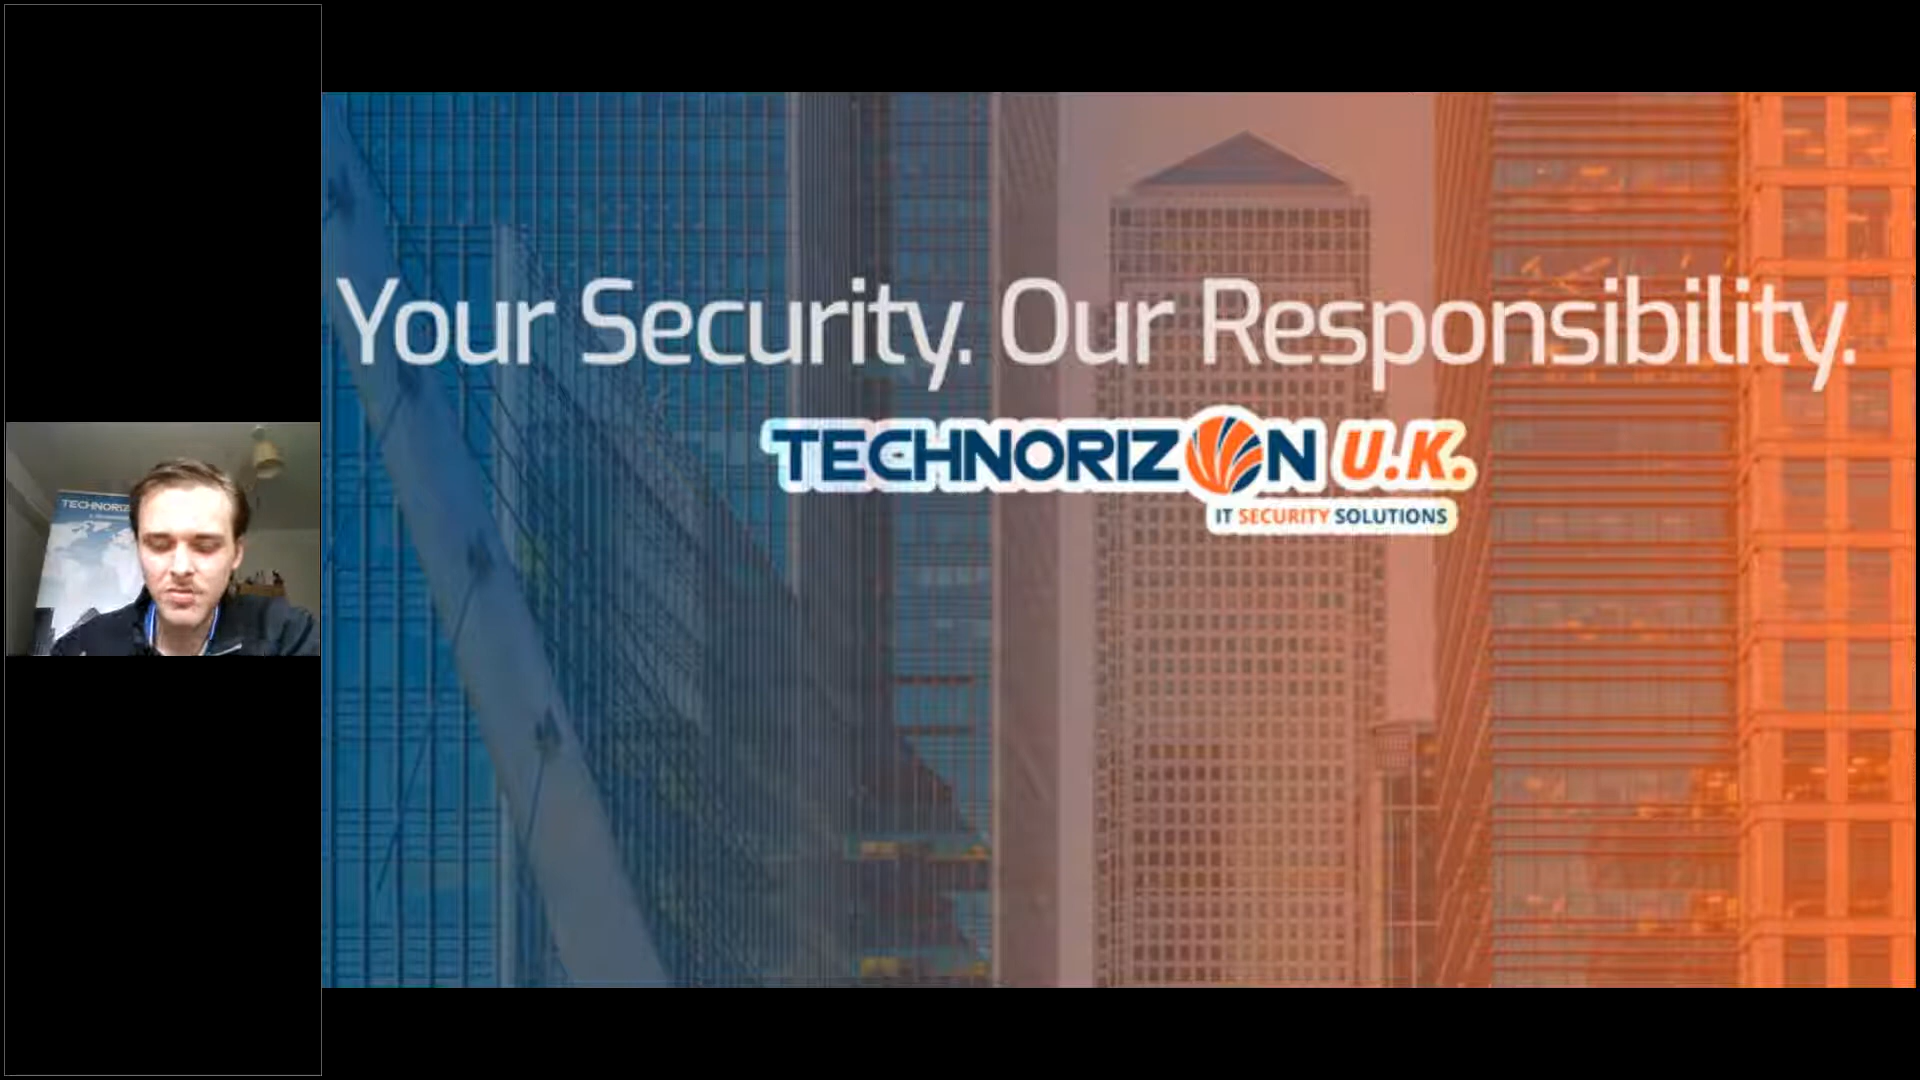 Your Security. Our Responsibility.
TECHNORIZON U.K.
IT SECURITY SOLUTIONS
TECHNORIZ